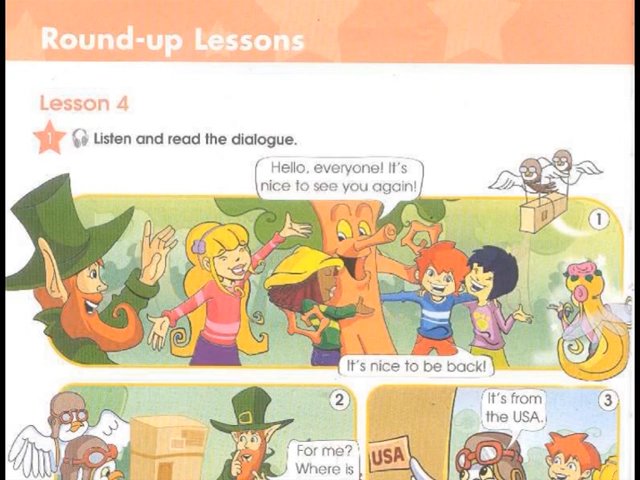 Round-up Lessons
Lesson 4
1 Listen and read the dialogue.
Hello, everyone! It's
nice to see you again!
1
It's nice to be back!
2
For me?
Where is
3
It's from
the USA.
USA